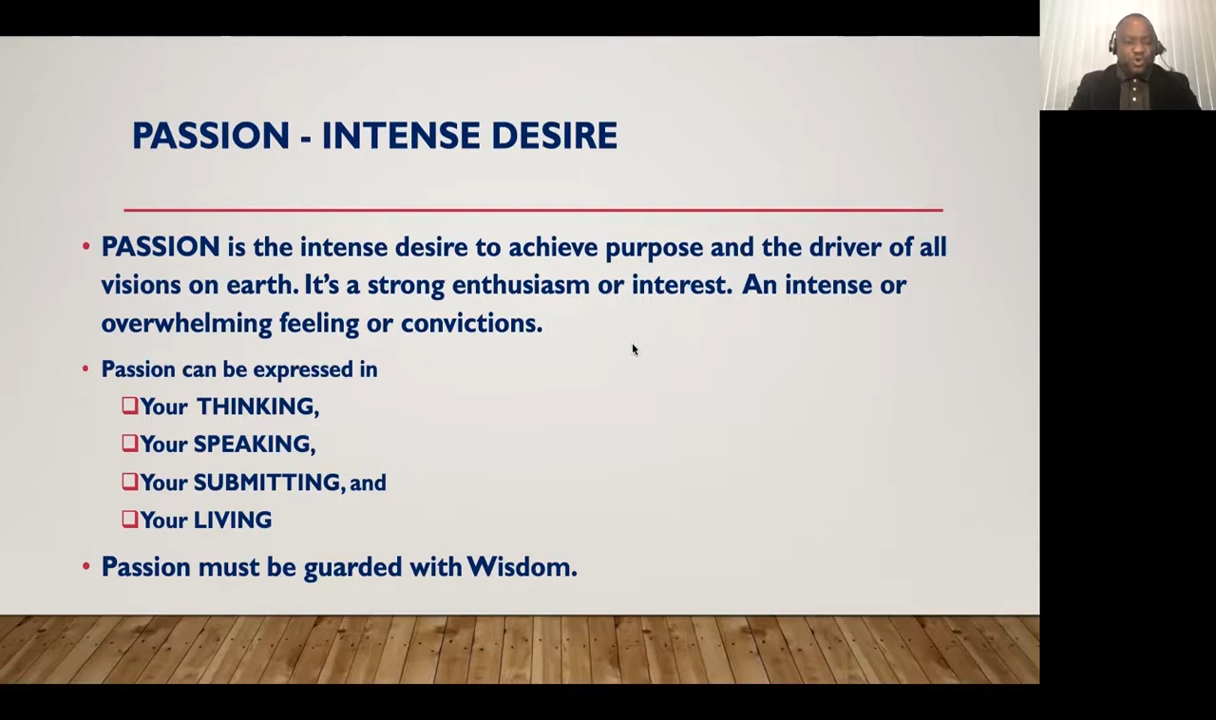 PASSION - INTENSE DESIRE
• PASSION is the intense desire to achieve purpose and the driver of all
visions on earth. It's a strong enthusiasm or interest. An intense or
overwhelming feeling or convictions.
• Passion can be expressed in
❑Your THINKING,
❑Your SPEAKING,
❑Your SUBMITTING, and
❑Your LIVING
• Passion must be guarded with Wisdom.